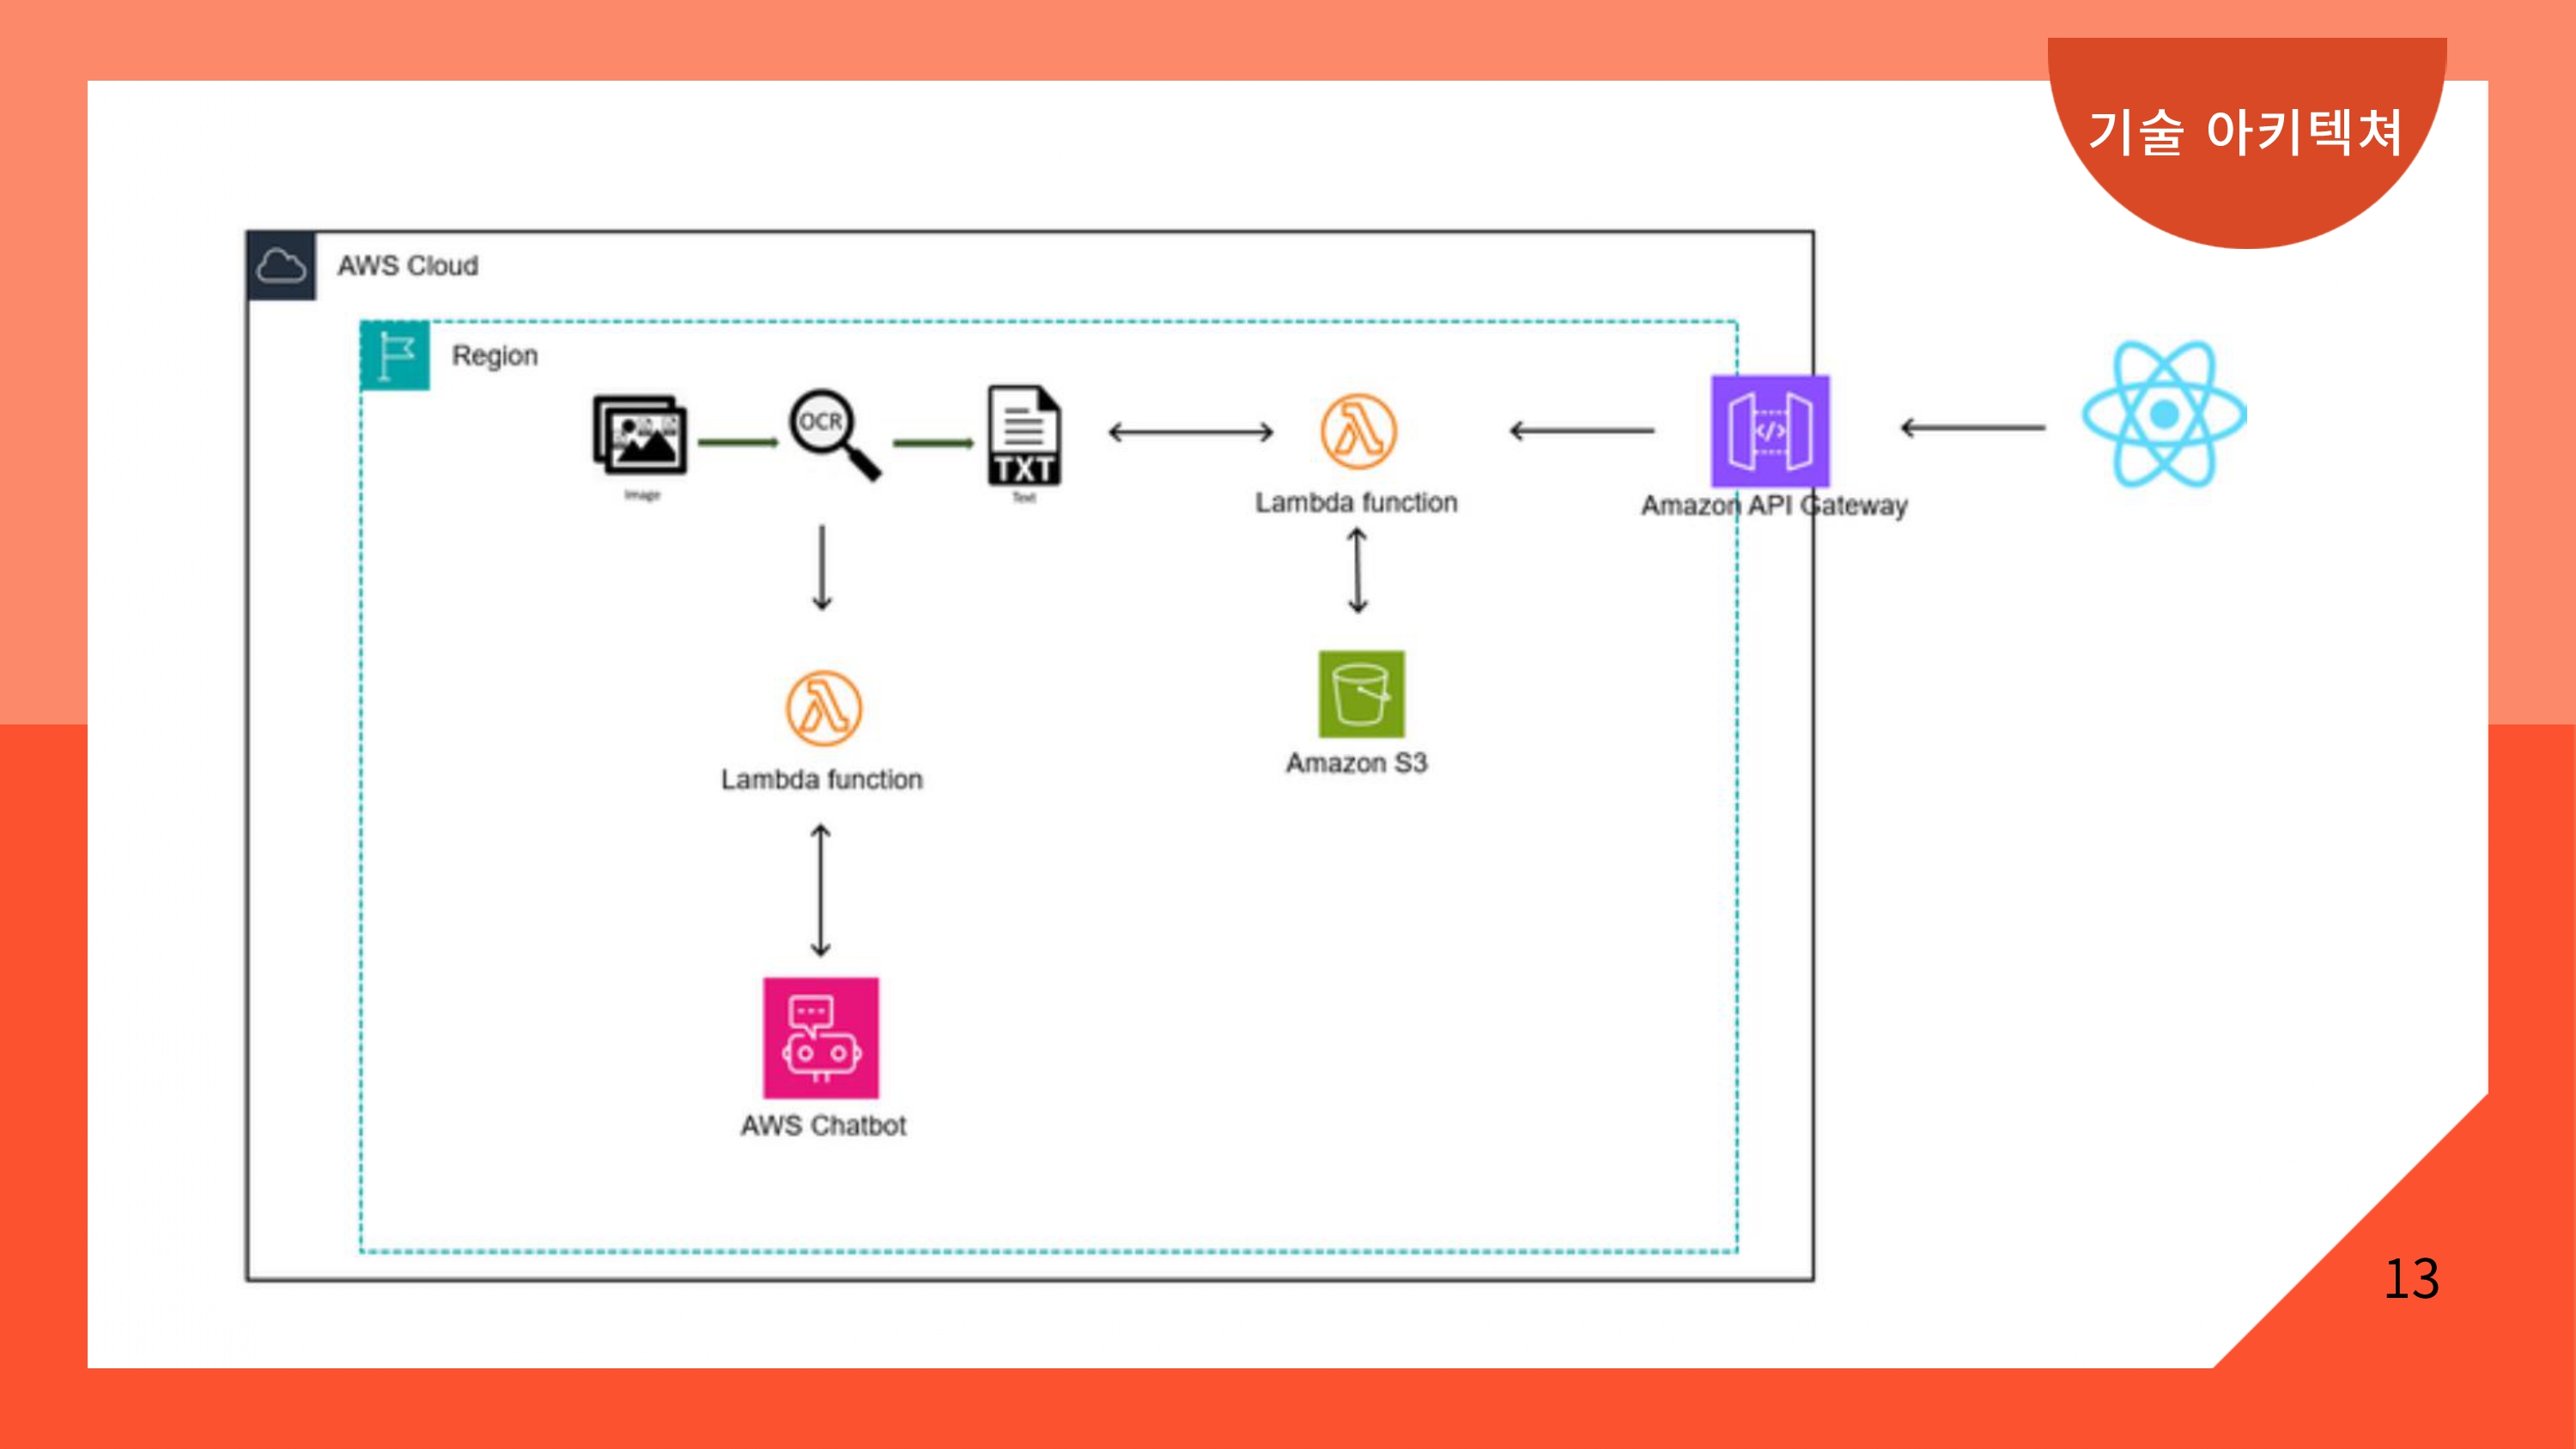 기술 아키텍쳐
AWS Cloud
Region
Image
OCR
TXT
Text
Lambda function
Amazon API Gateway
Lambda function
Amazon S3
AWS Chatbot
13